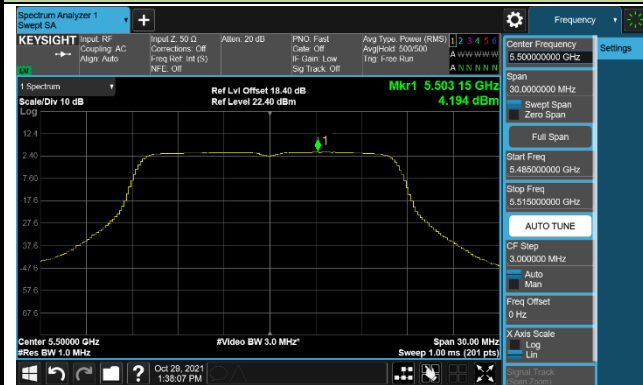 Spectrum Analyzer 1
Swept SA
+
Frequency
KEYSIGHT
Input: RF
Coupling: AC
Align: Auto
Input Z: 50 Ω
Corrections: Off
Freq Ref: Int (S)
NFE: Off
Atten: 20 dB
PNO: Fast
Gate: Off
IF Gain: Low
Sig Track: Off
Avg Type: Power (RMS)
Avg|Hold: 500/500
Trig: Free Run
1 2 3 4 5 6
A W W W W W
A N N N N N
LXI
1 Spectrum
Scale/Div 10 dB
Log
Ref Lvl Offset 18.40 dB
Ref Level 22.40 dBm
Mkr1 5.503 15 GHz
4.194 dBm
1
12.4
2.40
-7.60
-17.6
-27.6
-37.6
-47.6
-57.6
-67.6
Center 5.50000 GHz
#Res BW 1.0 MHz
#Video BW 3.0 MHz*
Span 30.00 MHz
Sweep 1.00 ms (201 pts)
Oct 29, 2021
1:38:07 PM
Center Frequency
5.500000000 GHz
Span
30.0000000 MHz
Swept Span
Zero Span
Full Span
Start Freq
5.485000000 GHz
Stop Freq
5.515000000 GHz
AUTO TUNE
CF Step
3.000000 MHz
Auto
Man
Freq Offset
0 Hz
X Axis Scale
Log
Lin
Signal Track
(Span Zoom)
Settings